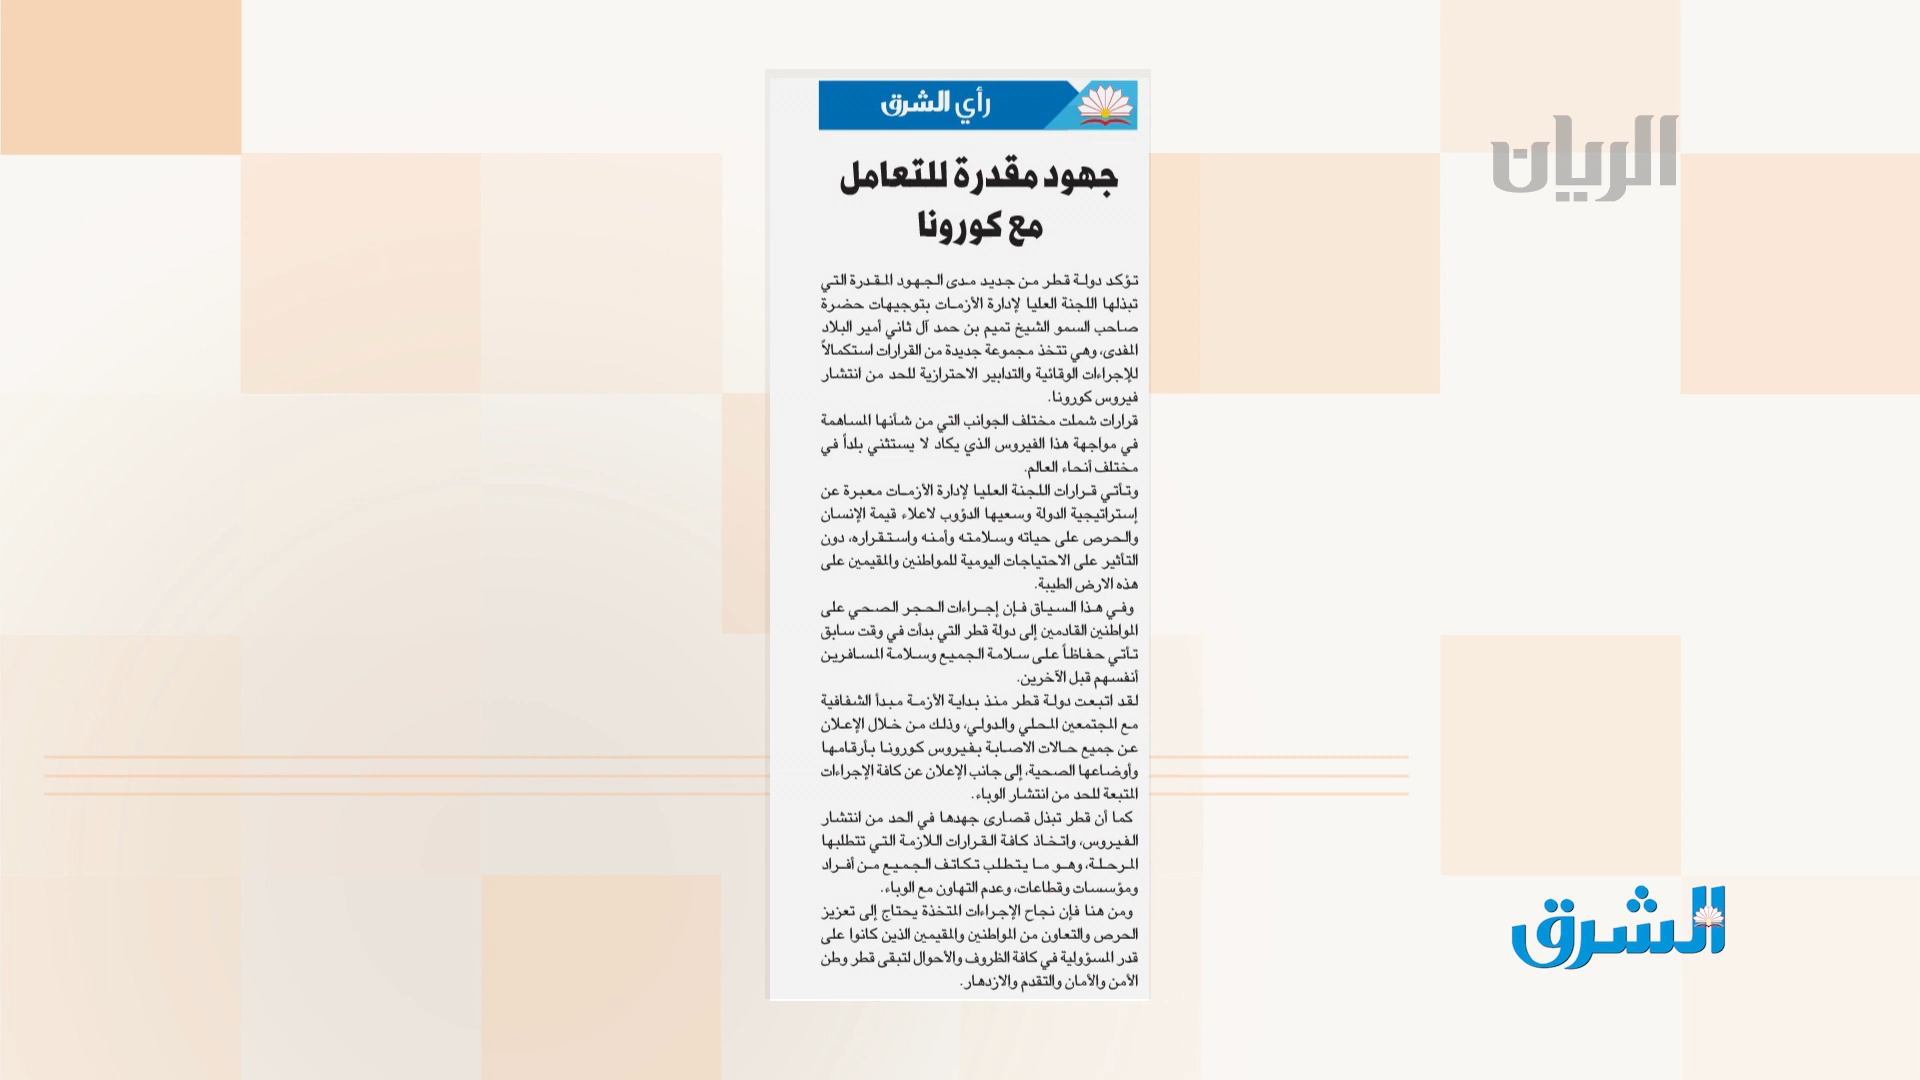 رأي الشرق
جهود مقدرة للتعامل
مع كورونا
الريان
تؤكد دولة قطر من جديد مدى الجهود المقدرة التي
تبذلها اللجنة العليا لإدارة الأزمات بتوجيهات حضرة
صاحب السمو الشيخ تميم بن حمد آل ثاني أمير البلاد
المفدى، وهي تتخذ مجموعة جديدة من القرارات استكمالاً
للإجراءات الوقائية والتدابير الاحترازية للحد من انتشار
فيروس كورونا.
قرارات شملت مختلف الجوانب التي من شأنها المساهمة
في مواجهة هذا الفيروس الذي يكاد لا يستثني بلداً في
مختلف أنحاء العالم.
وتأتي قرارات اللجنة العليا لإدارة الأزمات معبرة عن
إستراتيجية الدولة وسعيها الدؤوب لاعلاء قيمة الإنسان
والحرص على حياته وسلامته وأمنه واستقراره، دون
التأثير على الاحتياجات اليومية للمواطنين والمقيمين على
هذه الارض الطيبة.
وفي هذا السياق فإن إجراءات الحجر الصحي على
المواطنين القادمين إلى دولة قطر التي بدأت في وقت سابق
تأتي حفاظاً على سلامة الجميع وسلامة المسافرين
أنفسهم قبل الآخرين.
لقد اتبعت دولة قطر منذ بداية الأزمة مبدأ الشفافية
مع المجتمعين المحلي والدولي، وذلك من خلال الإعلان
عن جميع حالات الاصابة بفيروس كورونا بأرقامها
وأوضاعها الصحية، إلى جانب الإعلان عن كافة الإجراءات
المتبعة للحد من انتشار الوباء.
كما أن قطر تبذل قصارى جهدها في الحد من انتشار
الفيروس، واتخاذ كافة القرارات اللازمة التي تتطلبها
المرحلة، وهو ما يتطلب تكاتف الجميع من أفراد
ومؤسسات وقطاعات، وعدم التهاون مع الوباء.
ومن هنا فإن نجاح الإجراءات المتخذة يحتاج إلى تعزيز
الحرص والتعاون من المواطنين والمقيمين الذين كانوا على
قدر المسؤولية في كافة الظروف والأحوال لتبقى قطر وطن
الأمن والأمان والتقدم والازدهار.
الشرق